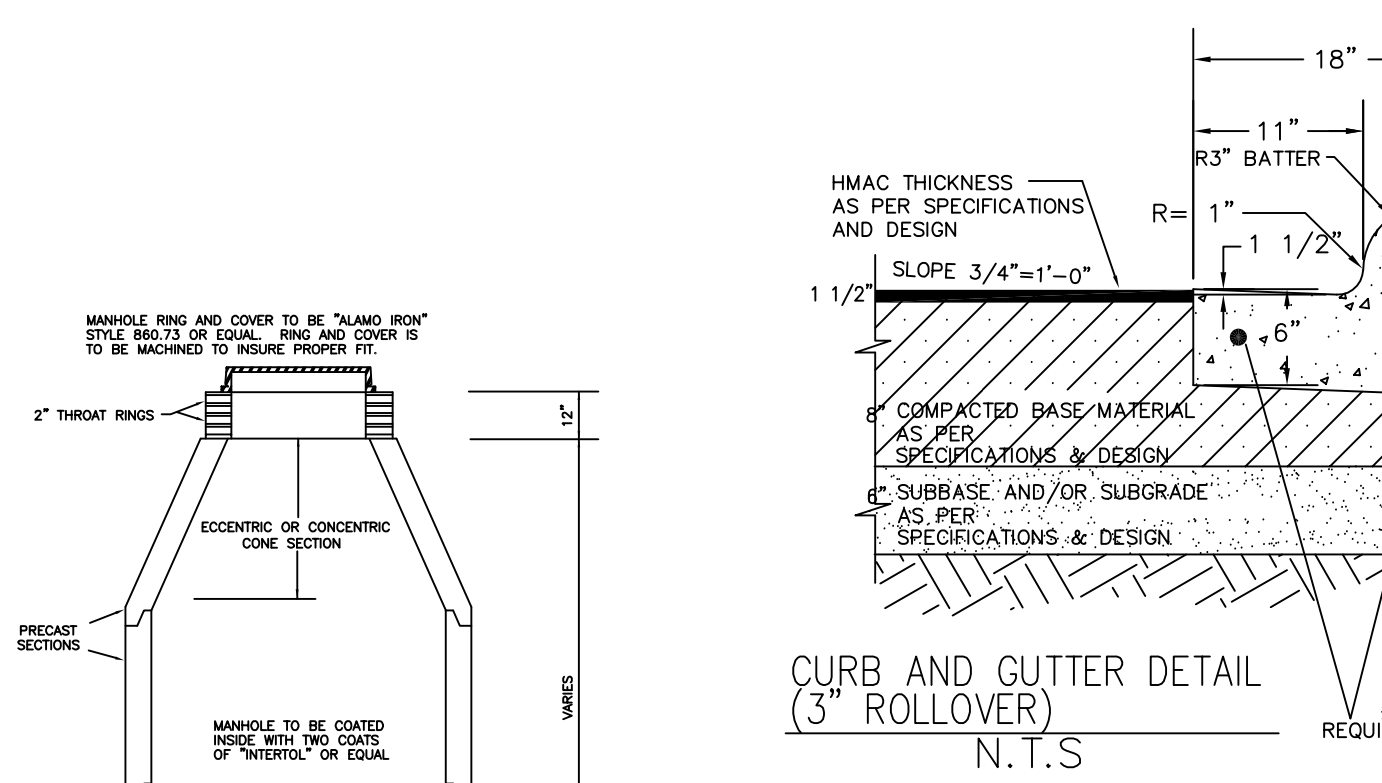 MANHOLE RING AND COVER TO BE "ALAMO IRON"
STYLE 860.73 OR EQUAL. RING AND COVER IS
TO BE MACHINED TO INSURE PROPER FIT.
2" THROAT RINGS
12"
ECCENTRIC OR CONCENTRIC
CONE SECTION
PRECAST
SECTIONS
VARIES
MANHOLE TO BE COATED
INSIDE WITH TWO COATS
OF "INTERTOL" OR EQUAL
18"
11"
R3" BATTER
HMAC THICKNESS
AS PER SPECIFICATIONS
AND DESIGN
R= 1"
1 1/2"
SLOPE 3/4"=1'-0"
1 1/2"
6"
8" COMPACTED BASE MATERIAL
AS PER
SPECIFICATIONS & DESIGN
6" SUBBASE AND/OR SUBGRADE
AS PER
SPECIFICATIONS & DESIGN
CURB AND GUTTER DETAIL
(3" ROLLOVER)
N.T.S
REQUI